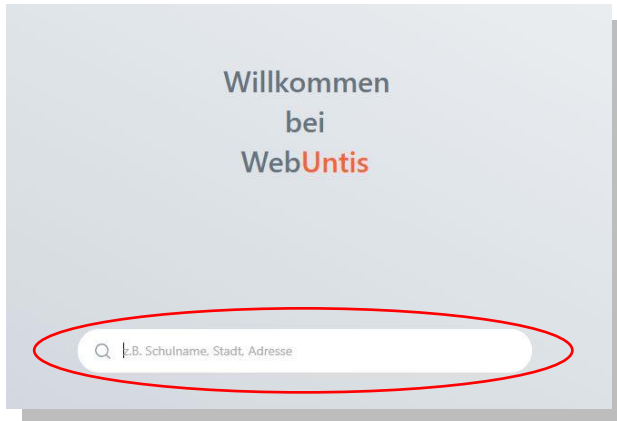 Willkommen
bei
WebUntis
z.B. Schulname, Stadt, Adresse